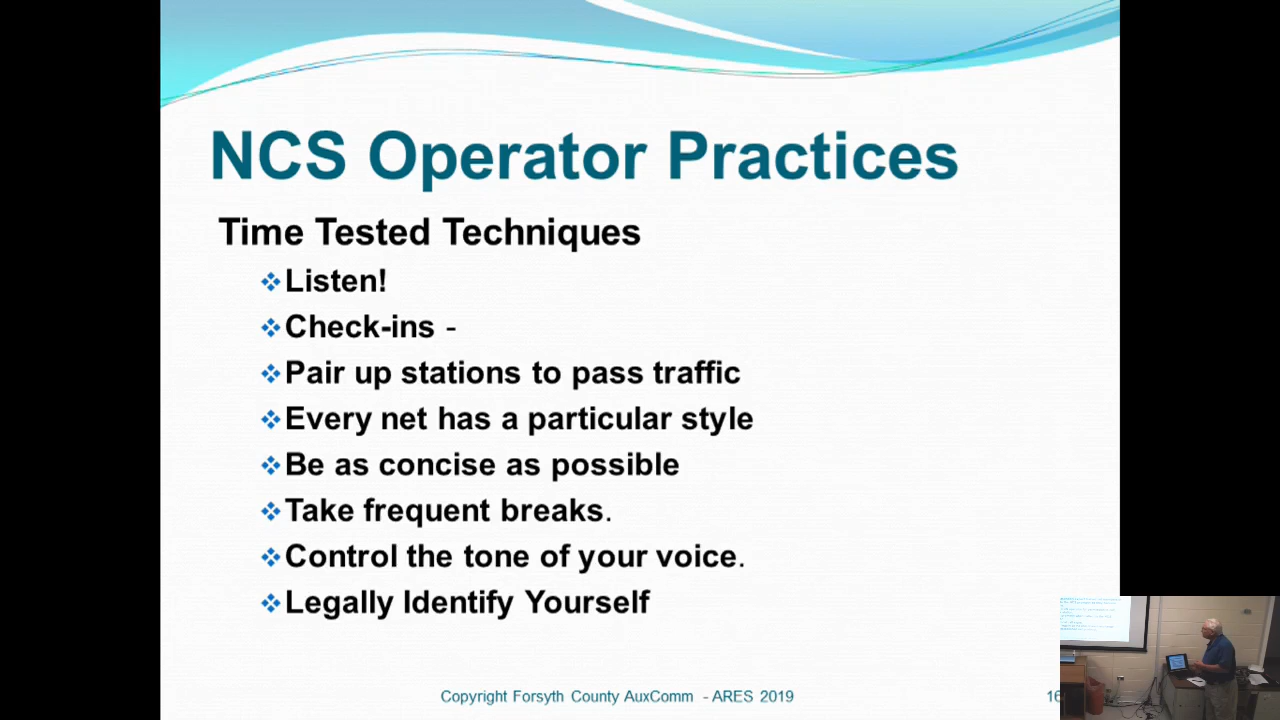 NCS Operator Practices
Time Tested Techniques
Listen!
Check-ins -
Pair up stations to pass traffic
Every net has a particular style
Be as concise as possible
Take frequent breaks.
Control the tone of your voice.
Legally Identify Yourself
Copyright Forsyth County AuxComm - ARES 2019
16